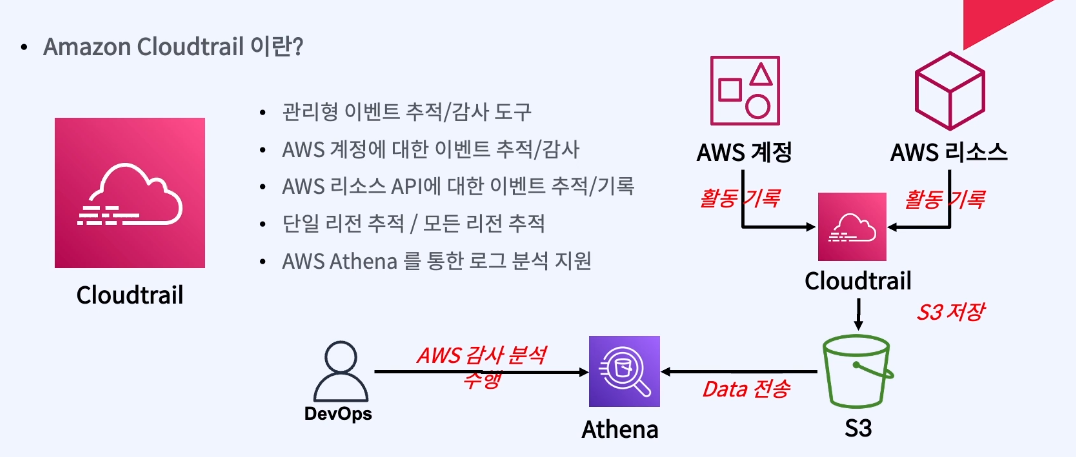 Amazon Cloudtrail 이란?
관리형 이벤트 추적/감사 도구
AWS 계정에 대한 이벤트 추적/감사
AWS 리소스 API에 대한 이벤트 추적/기록
단일 리전 추적 / 모든 리전 추적
AWS Athena 를 통한 로그 분석 지원
Cloudtrail
AWS 계정
AWS 리소스
활동 기록
활동 기록
Cloudtrail
S3 저장
AWS 감사 분석
수행
Data 전송
DevOps
Athena
S3